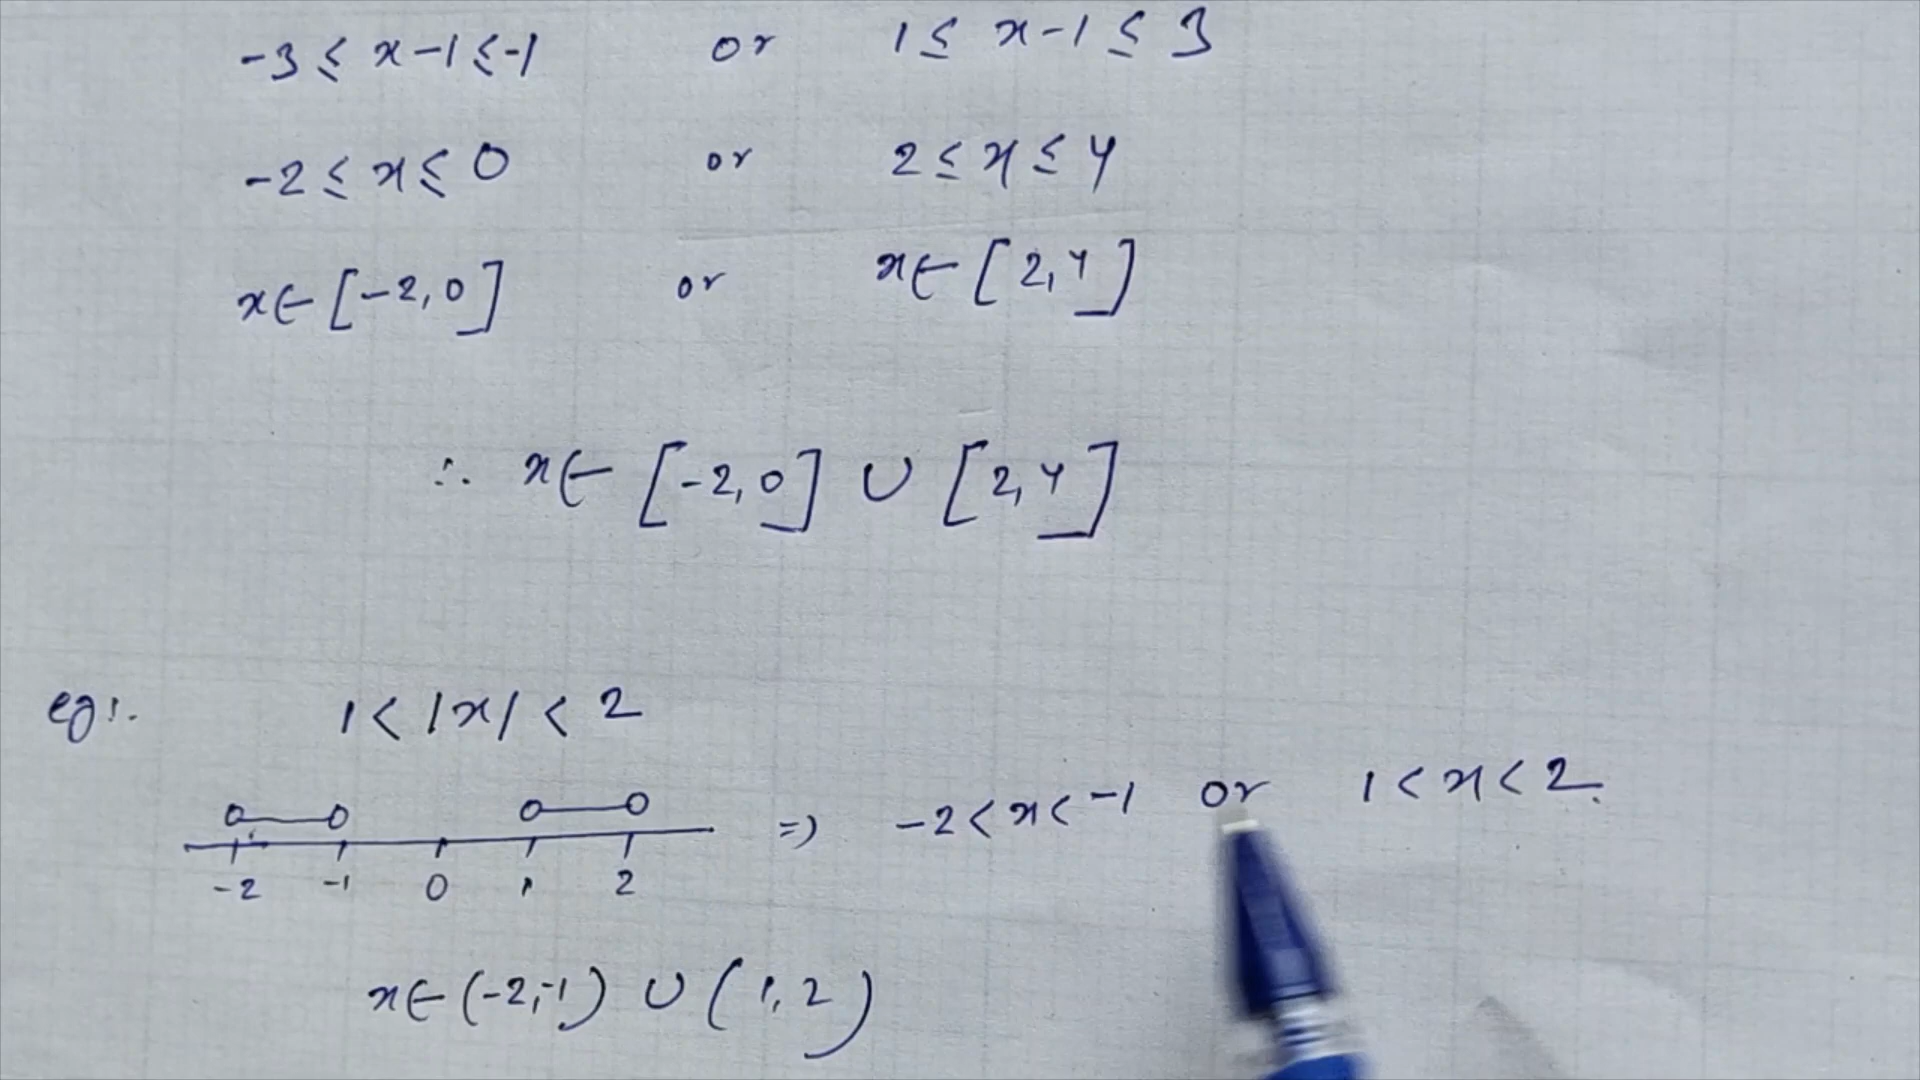 -3 ≤ x-1 ≤ -1 or 1 ≤ x-1 ≤ 3
-2 ≤ x ≤ 0 or 2 ≤ x ≤ 4
x∈ [-2,0] or x∈ [2,4]
∴ x∈ [-2,0] ∪ [2,4]
eg:. 1 < |x| < 2
=> -2 < x < -1 or 1 < x < 2.
-2 -1 0 1 2
x∈ (-2,-1) ∪ (1,2)